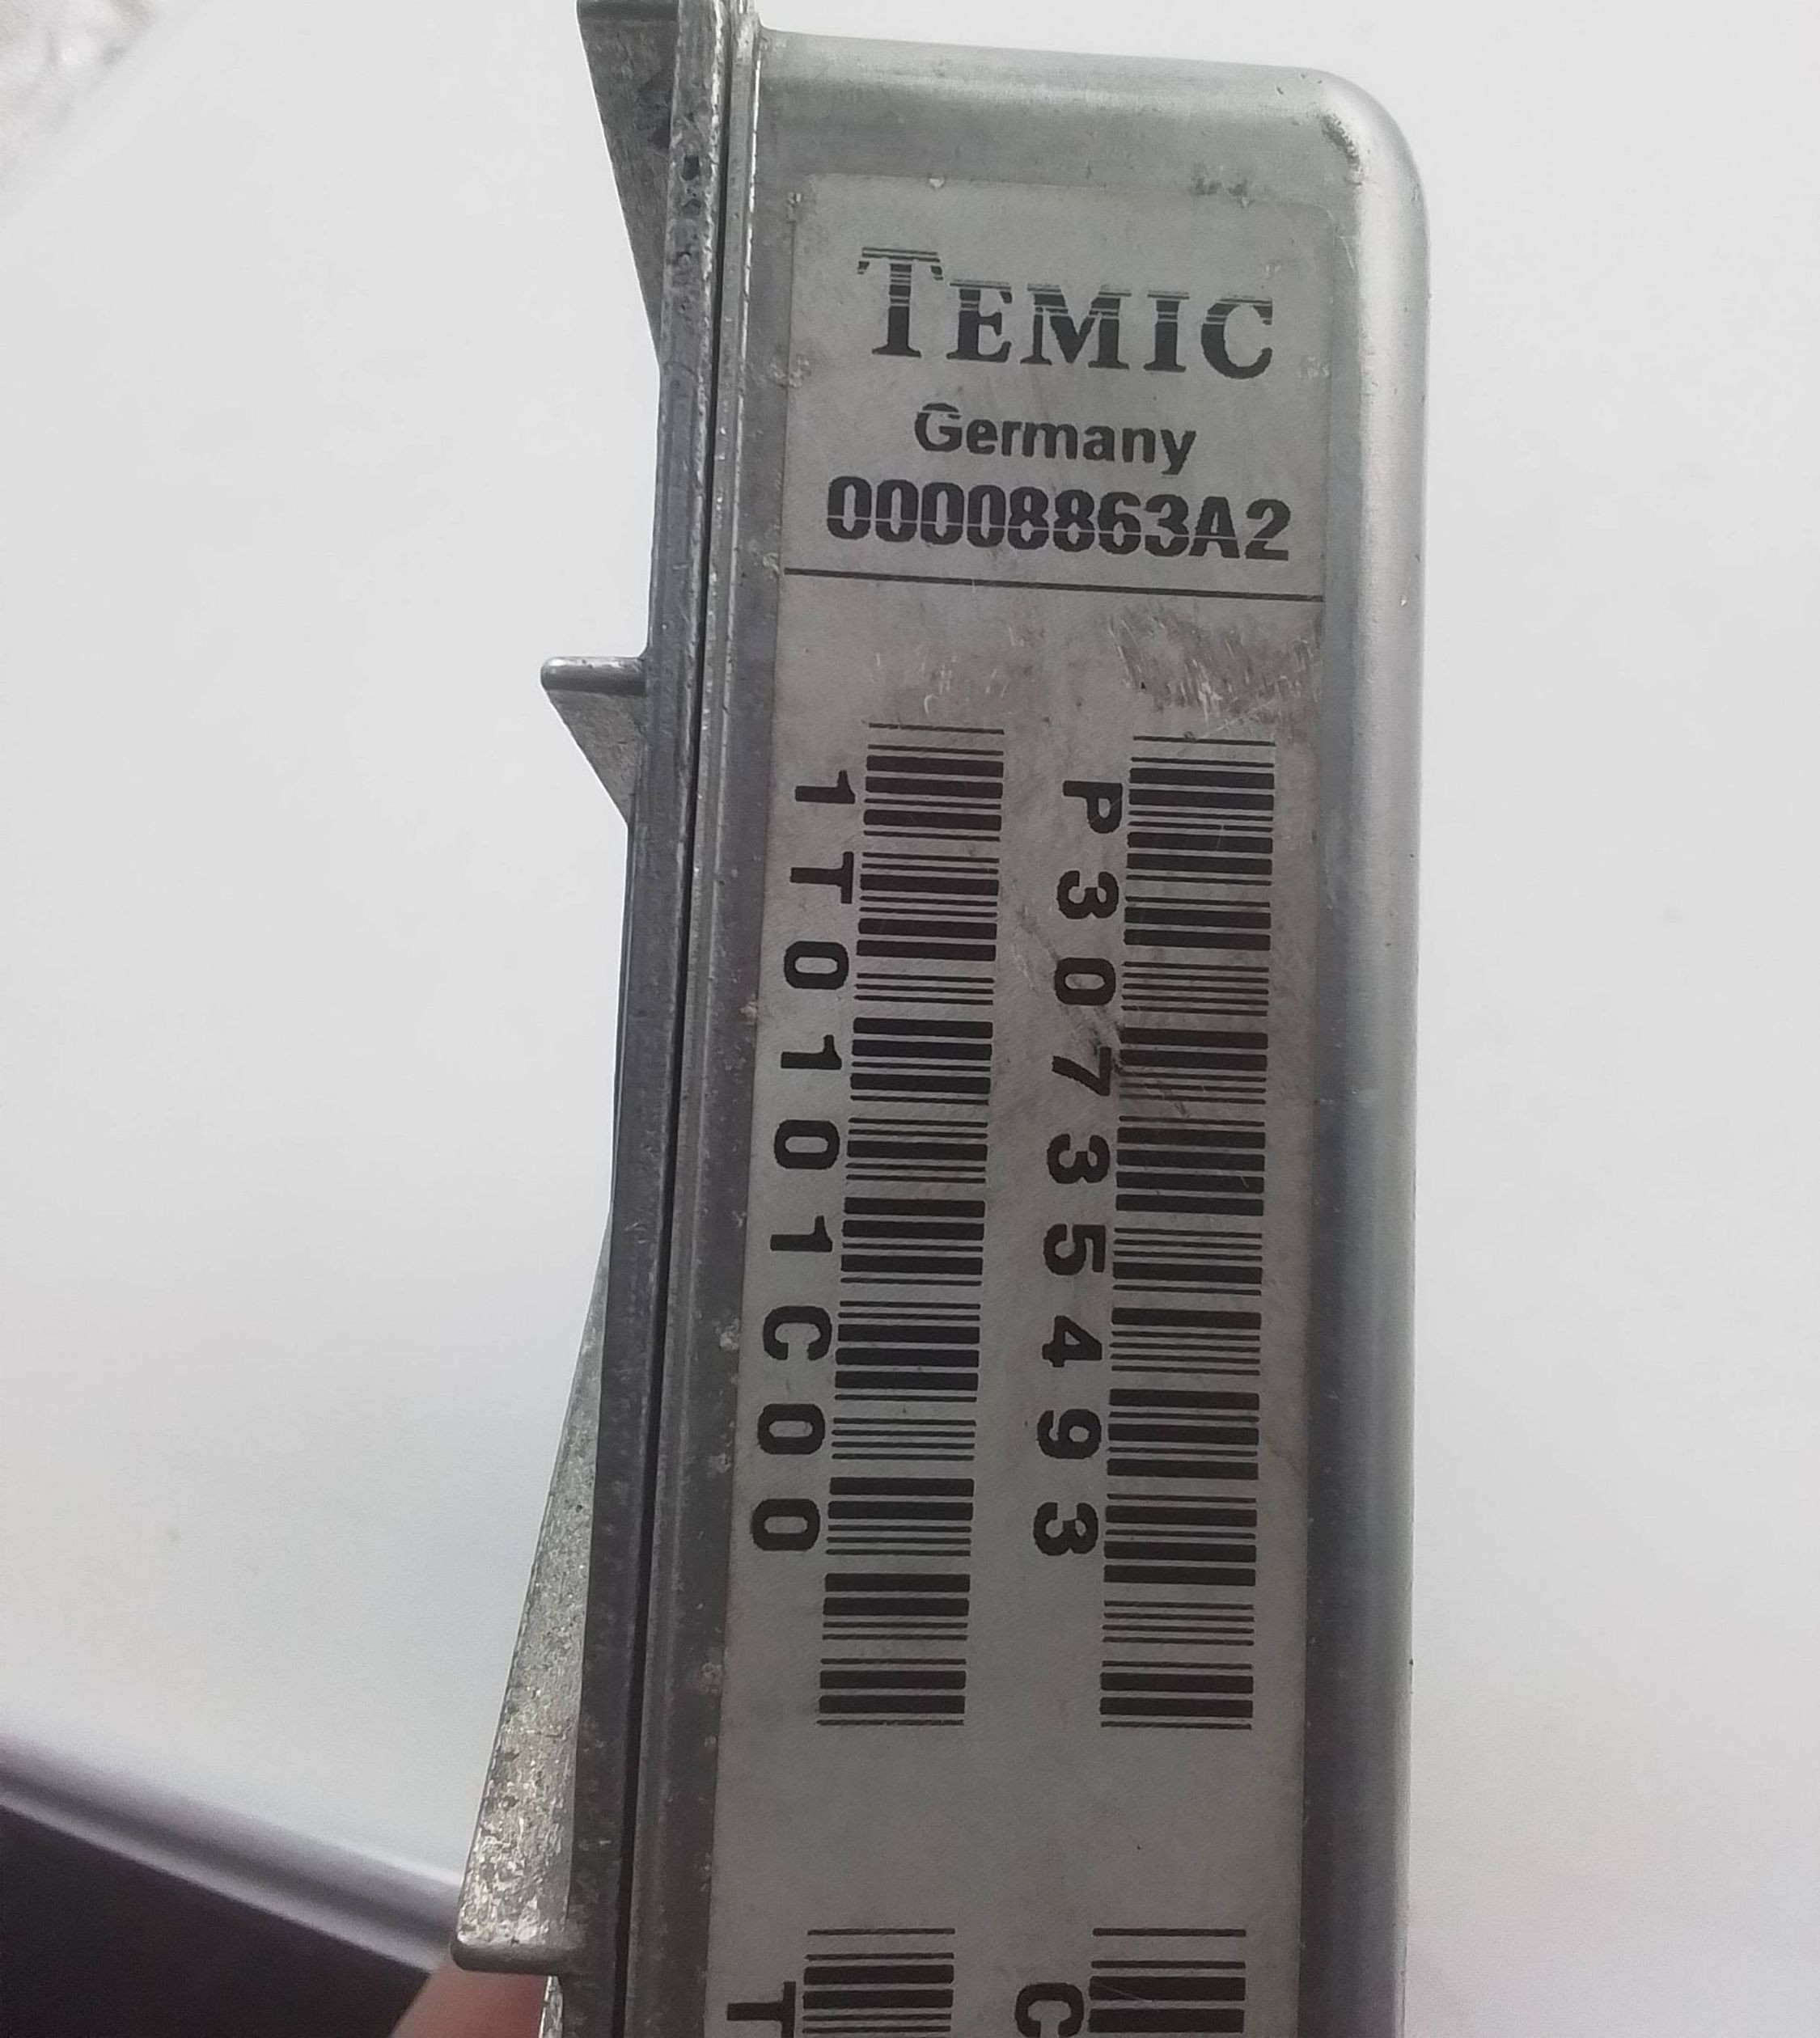 TEMIC
Germany
00008863A2
P30735493
1T0101C00
C
T